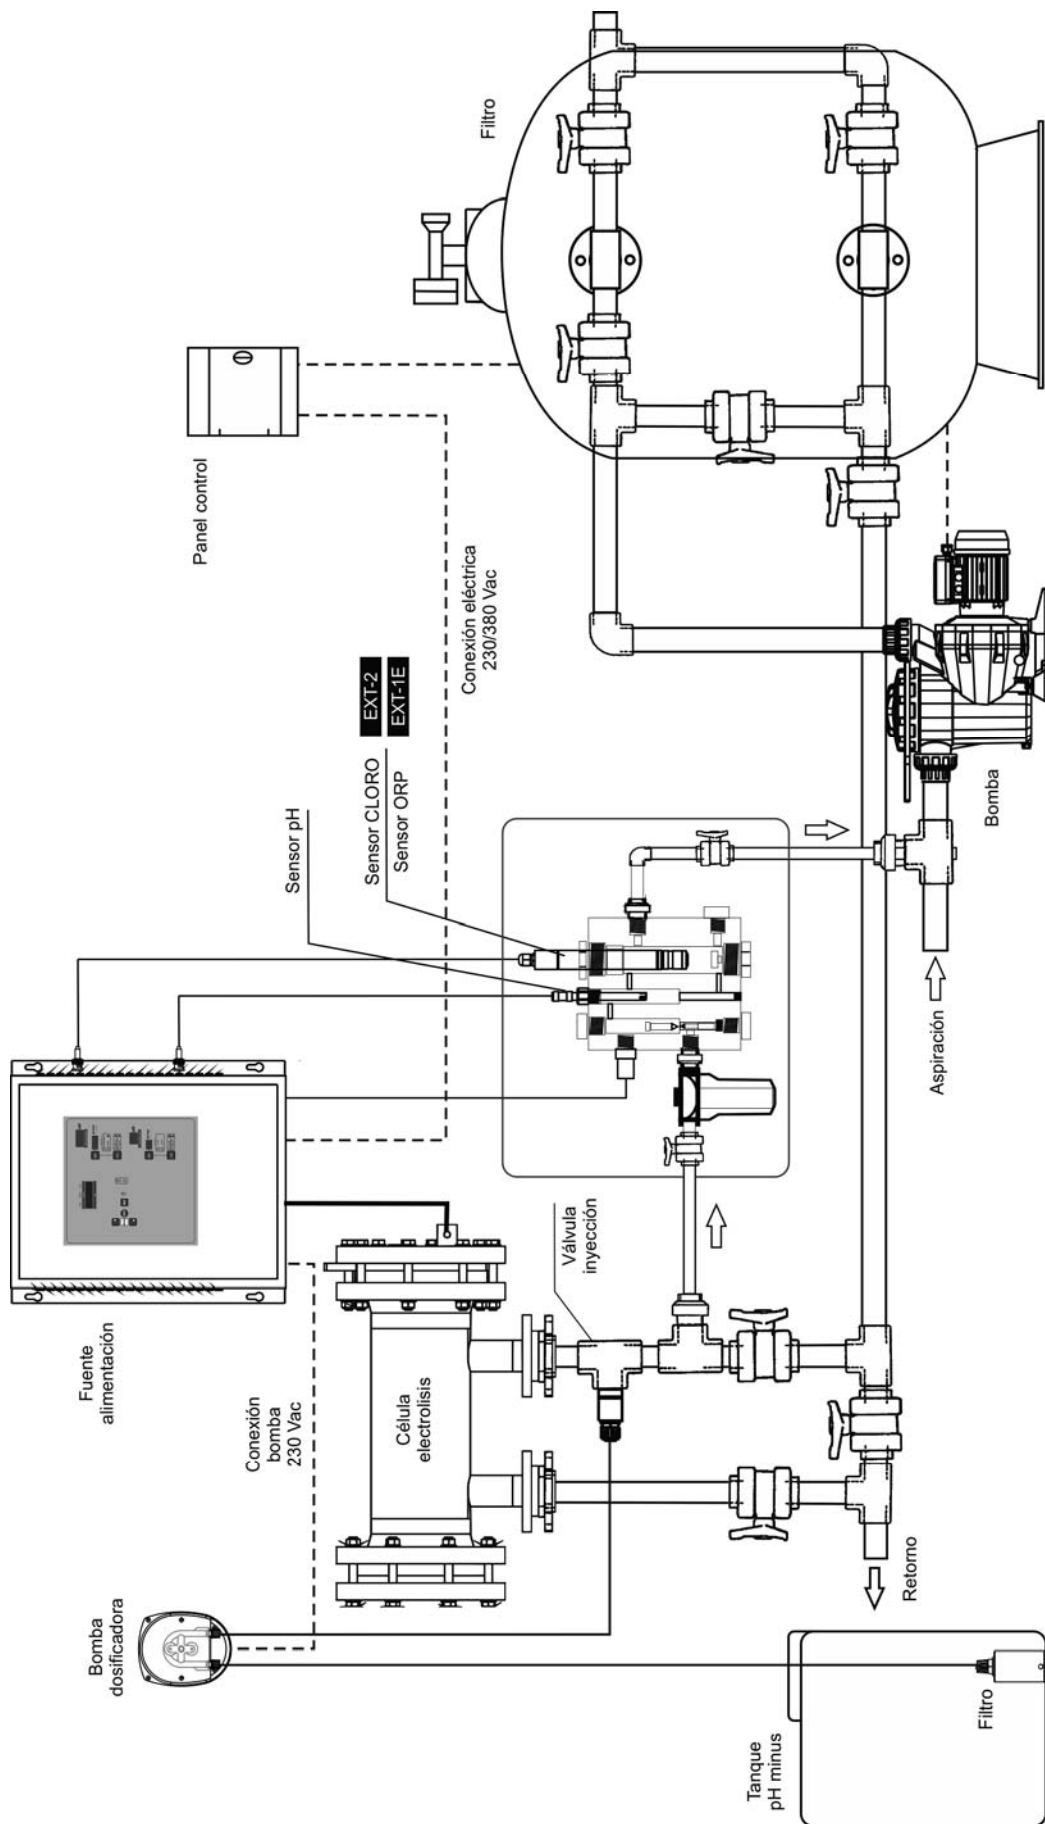 Bomba
dosificadora
Tanque
pH minus
Filtro
Fuente
alimentación
Conexión
bomba
230 Vac
Célula
electrolisis
Retorno
Válvula
inyección
Sensor pH
Sensor CLORO
Sensor ORP
EXT-2
EXT-1E
Aspiración
Bomba
Panel control
Conexión eléctrica
230/380 Vac
Filtro